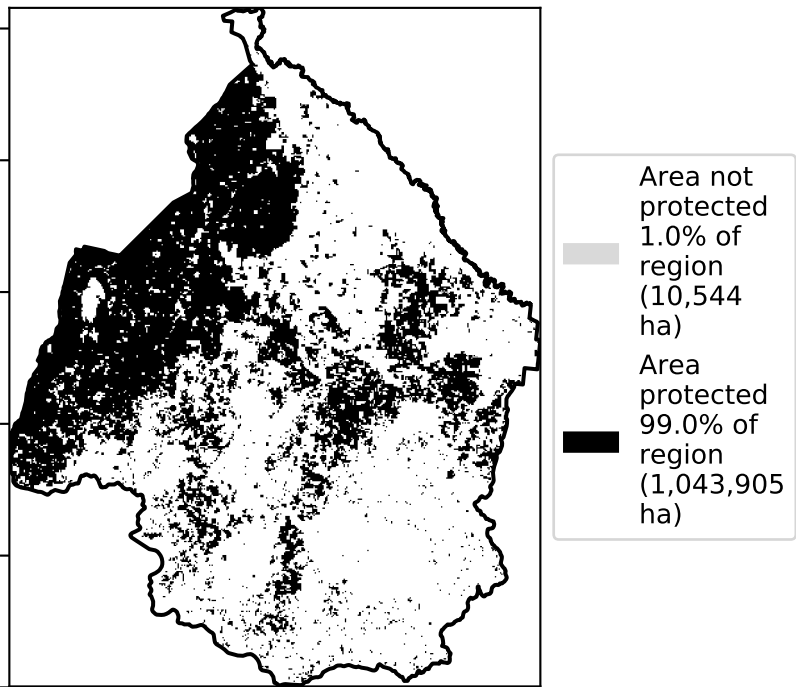 Area not
protected
1.0% of
region
(10,544
ha)
Area
protected
99.0% of
region
(1,043,905
ha)